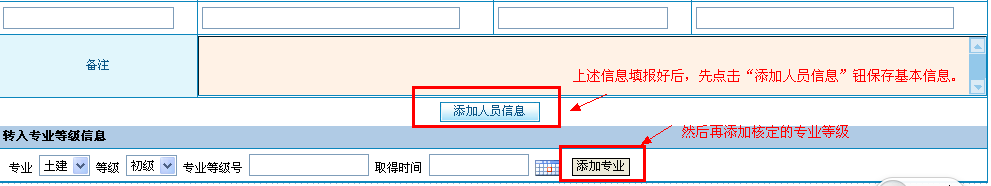 备注
上述信息填报好后，先点击“添加人员信息”钮保存基本信息。
添加人员信息
转入专业等级信息
然后再添加核定的专业等级
专业 土建 等级 初级 专业等级号 取得时间 添加专业